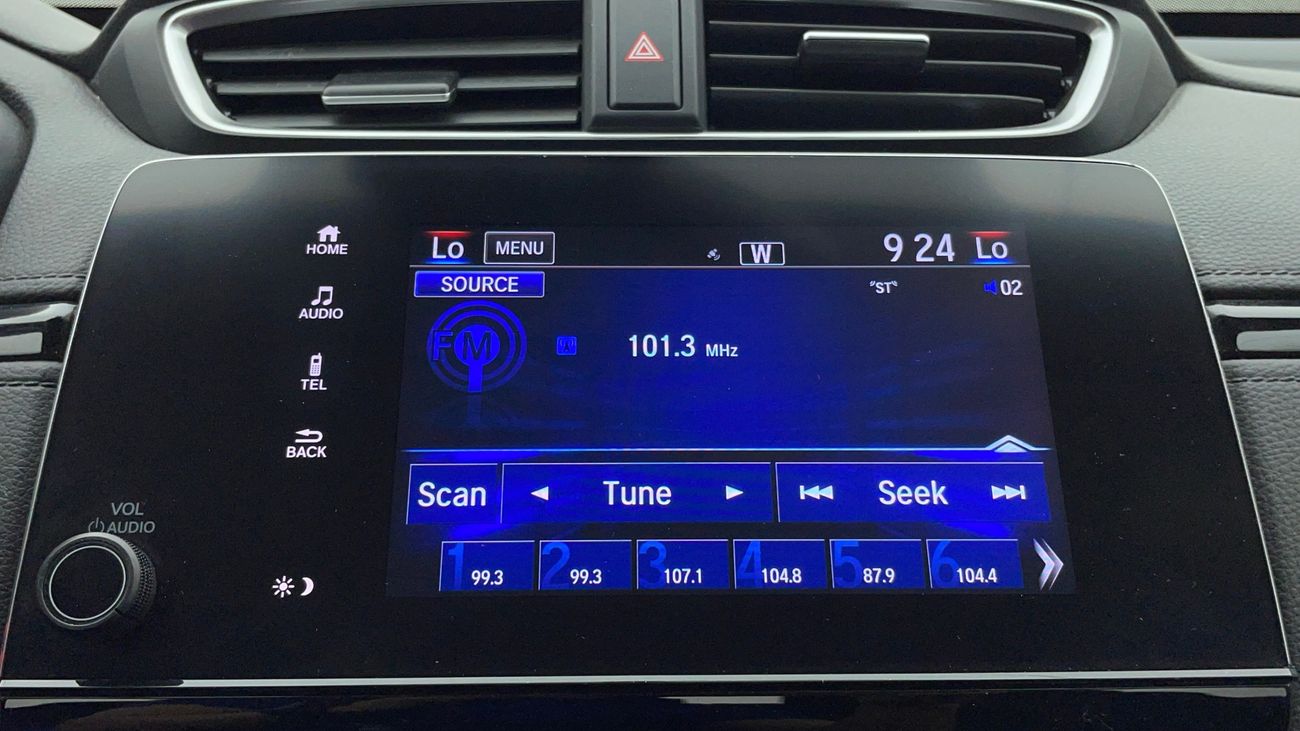 HOME
AUDIO
TEL
BACK
VOL
AUDIO
Lo MENU W 9 24 Lo
SOURCE "ST" 02
FM 101.3 MHz
Scan Tune Seek
1 99.3 2 99.3 3 107.1 4 104.8 5 87.9 6 104.4